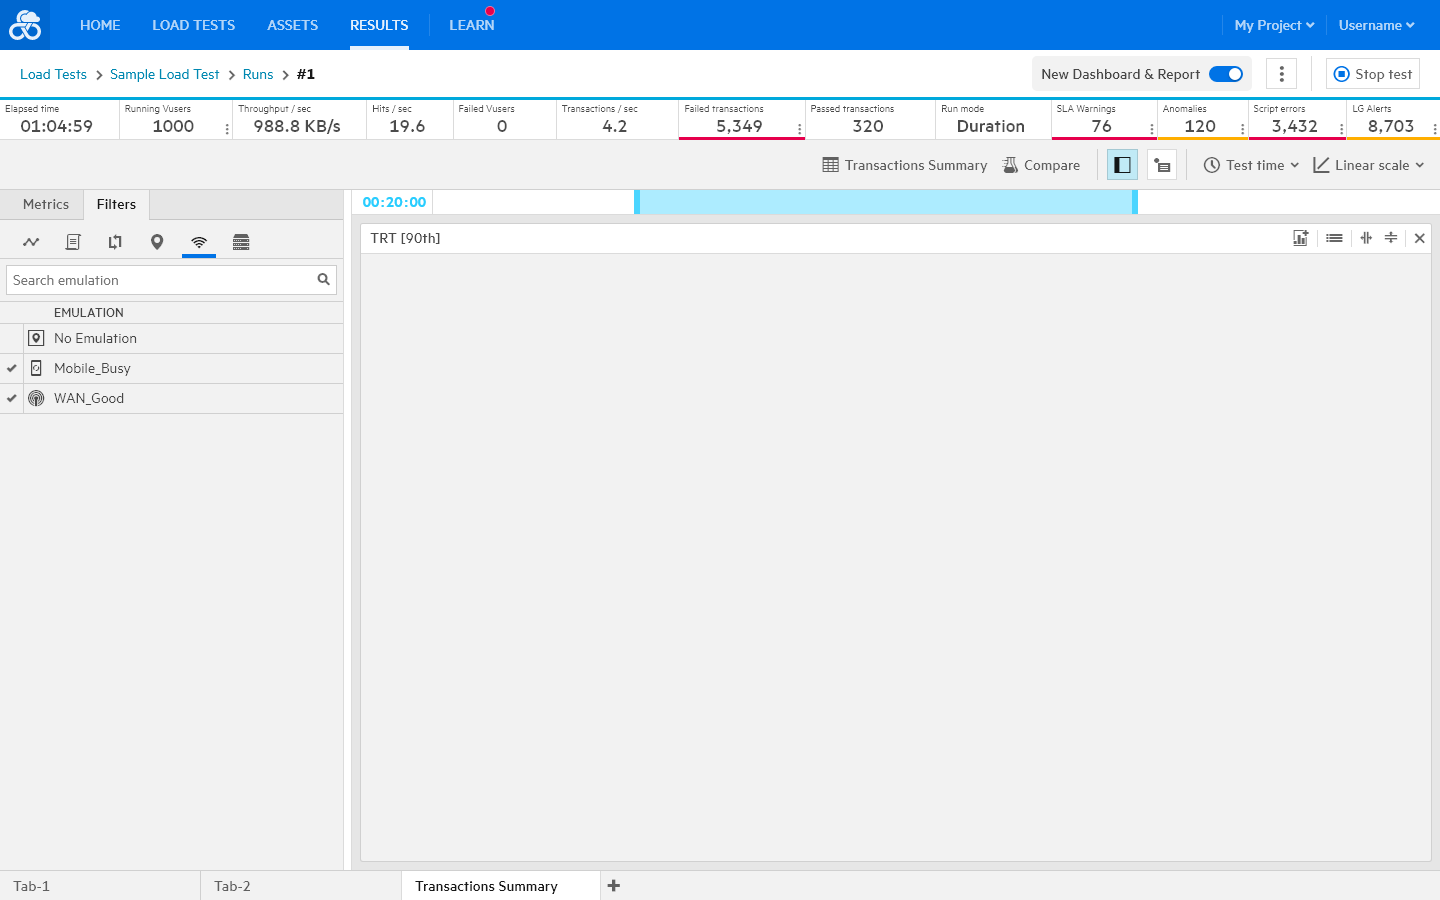 HOME LOAD TESTS ASSETS RESULTS LEARN My Project Username
Load Tests Sample Load Test Runs #1 New Dashboard & Report Stop test
Elapsed time Running Vusers Throughput / sec Hits / sec Failed Vusers Transactions / sec Failed transactions Passed transactions Run mode SLA Warnings Anomalies Script errors LG Alerts
01:04:59 1000 988.8 KB/s 19.6 0 4.2 5,349 320 Duration 76 120 3,432 8,703
Transactions Summary Compare Test time Linear scale
Metrics Filters 00:20:00
TRT [90th]
Search emulation
EMULATION
No Emulation
Mobile_Busy
WAN_Good
Tab-1 Tab-2 Transactions Summary